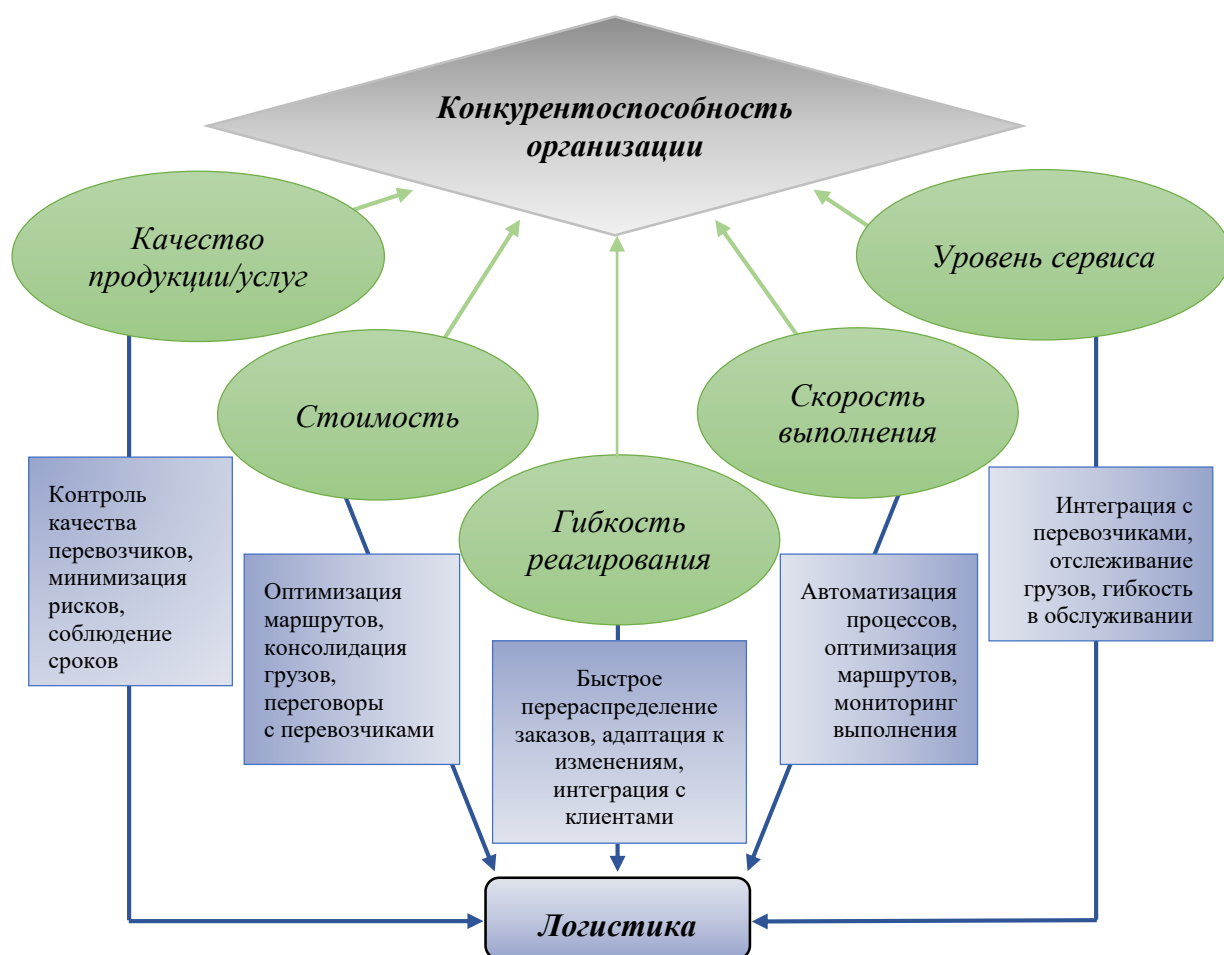 Конкурентоспособность
организации
Качество
продукции/услуг
Уровень сервиса
Стоимость
Скорость
выполнения
Гибкость
реагирования
Контроль
качества
перевозчиков,
минимизация
рисков,
соблюдение
сроков
Оптимизация
маршрутов,
консолидация
грузов,
переговоры
с перевозчиками
Быстрое
перераспределение
заказов, адаптация к
изменениям,
интеграция с
клиентами
Автоматизация
процессов,
оптимизация
маршрутов,
мониторинг
выполнения
Интеграция с
перевозчиками,
отслеживание
грузов, гибкость
в обслуживании
Логистика